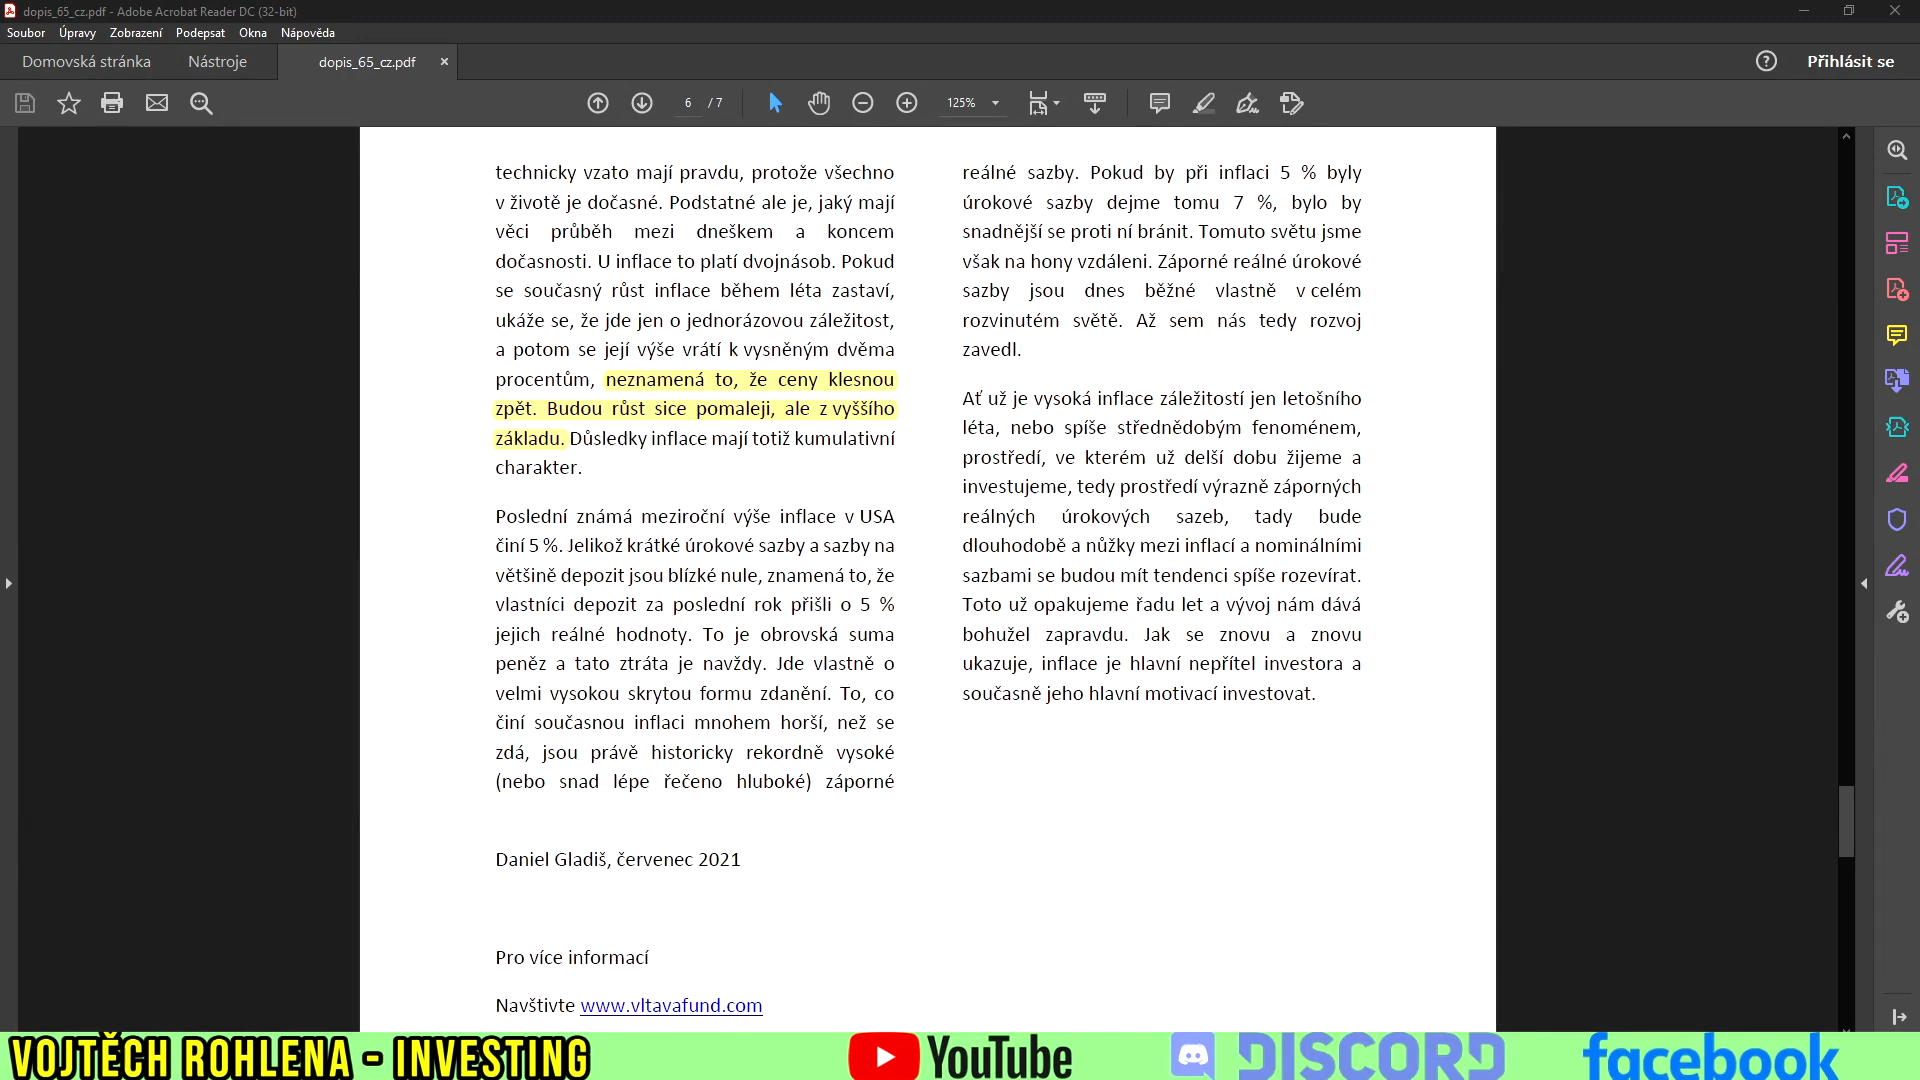 dopis_65_cz.pdf - Adobe Acrobat Reader DC (32-bit)
Soubor Úpravy Zobrazení Podepsat Okna Nápověda
Domovská stránka Nástroje dopis_65_cz.pdf × Přihlásit se
6 / 7 125%
technicky vzato mají pravdu, protože všechno
v životě je dočasné. Podstatné ale je, jaký mají
věci průběh mezi dneškem a koncem
dočasnosti. U inflace to platí dvojnásob. Pokud
se současný růst inflace během léta zastaví,
ukáže se, že jde jen o jednorázovou záležitost,
a potom se její výše vrátí k vysněným dvěma
procentům, neznamená to, že ceny klesnou
zpět. Budou růst sice pomaleji, ale z vyššího
základu. Důsledky inflace mají totiž kumulativní
charakter.
Poslední známá meziroční výše inflace v USA
činí 5 %. Jelikož krátké úrokové sazby a sazby na
většině depozit jsou blízké nule, znamená to, že
vlastníci depozit za poslední rok přišli o 5 %
jejich reálné hodnoty. To je obrovská suma
peněz a tato ztráta je navždy. Jde vlastně o
velmi vysokou skrytou formu zdanění. To, co
činí současnou inflaci mnohem horší, než se
zdá, jsou právě historicky rekordně vysoké
(nebo snad lépe řečeno hluboké) záporné
reálné sazby. Pokud by při inflaci 5 % byly
úrokové sazby dejme tomu 7 %, bylo by
snadnější se proti ní bránit. Tomuto světu jsme
však na hony vzdáleni. Záporné reálné úrokové
sazby jsou dnes běžné vlastně v celém
rozvinutém světě. Až sem nás tedy rozvoj
zavedl.
Ať už je vysoká inflace záležitostí jen letošního
léta, nebo spíše střednědobým fenoménem,
prostředí, ve kterém už delší dobu žijeme a
investujeme, tedy prostředí výrazně záporných
reálných úrokových sazeb, tady bude
dlouhodobě a nůžky mezi inflací a nominálními
sazbami se budou mít tendenci spíše rozevírat.
Toto už opakujeme řadu let a vývoj nám dává
bohužel zapravdu. Jak se znovu a znovu
ukazuje, inflace je hlavní nepřítel investora a
současně jeho hlavní motivací investovat.
Daniel Gladiš, červenec 2021
Pro více informací
Navštivte www.vltavafund.com
VOJTĚCH ROHLENA - INVESTING YouTube DISCORD facebook